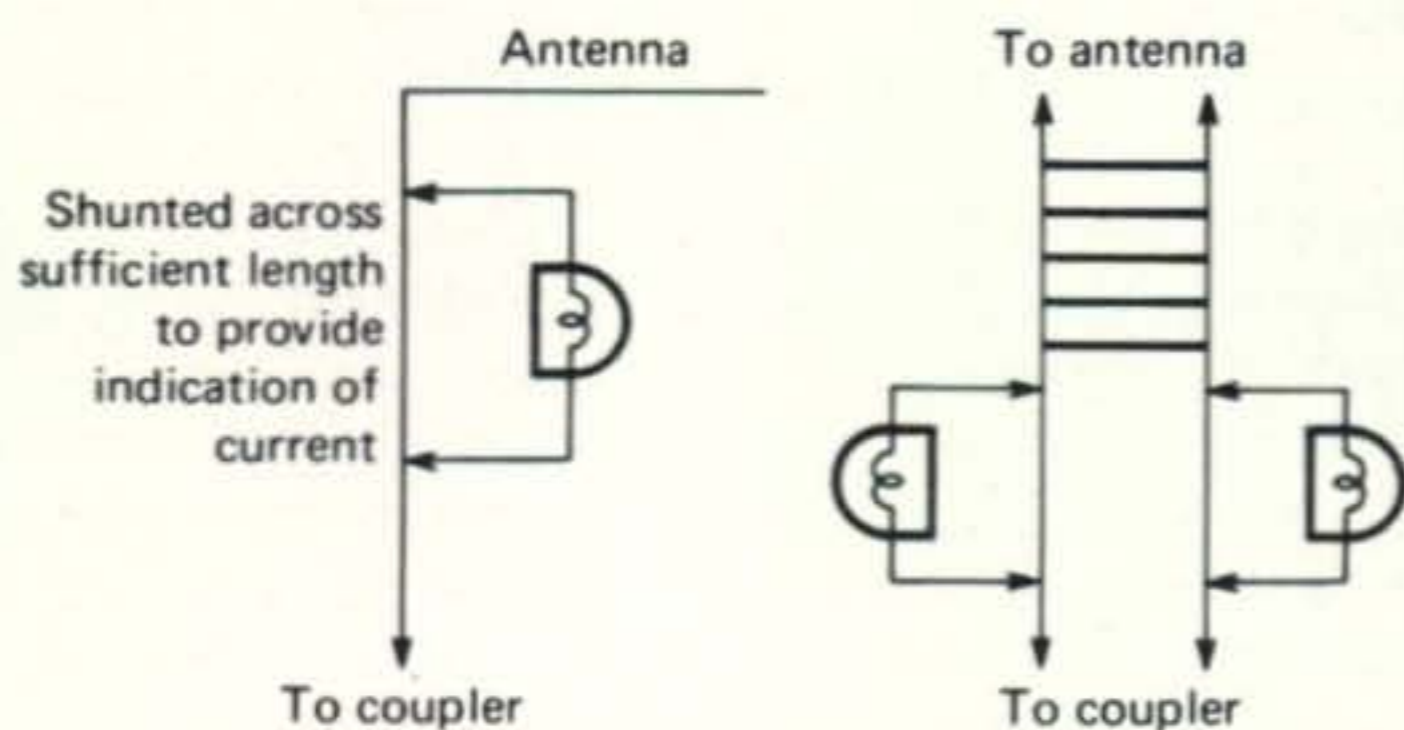 Antenna
To antenna
Shunted across
sufficient length
to provide
indication of
current
To coupler
To coupler